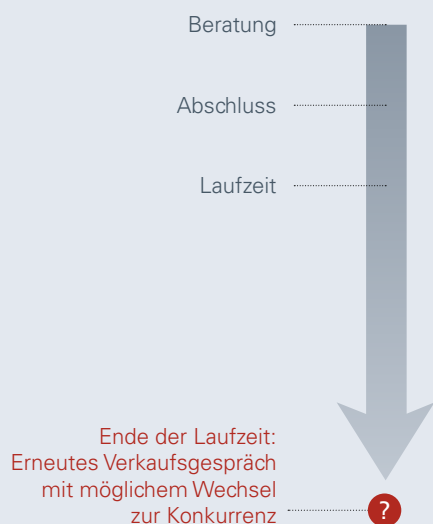 Beratung
Abschluss
Laufzeit
Ende der Laufzeit:
Erneutes Verkaufsgespräch
mit möglichem Wechsel
zur Konkurrenz
?